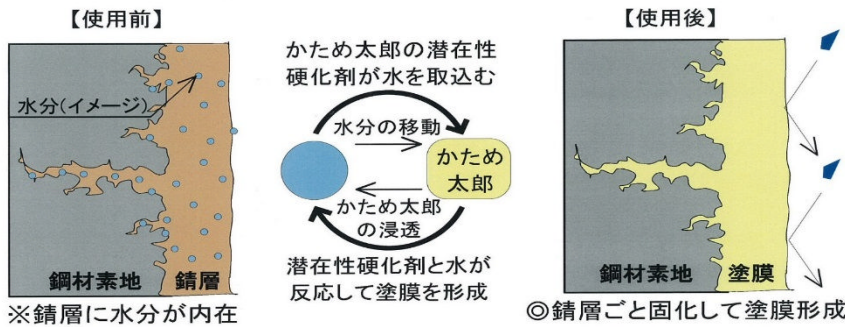 【使用前】
水分(イメージ)
鋼材素地
錆層
※錆層に水分が内在
かため太郎の潜在性
硬化剤が水を取込む
水分の移動
かため
太郎
かため太郎
の浸透
潜在性硬化剤と水が
反応して塗膜を形成
【使用後】
鋼材素地
塗膜
◎錆層ごと固化して塗膜形成